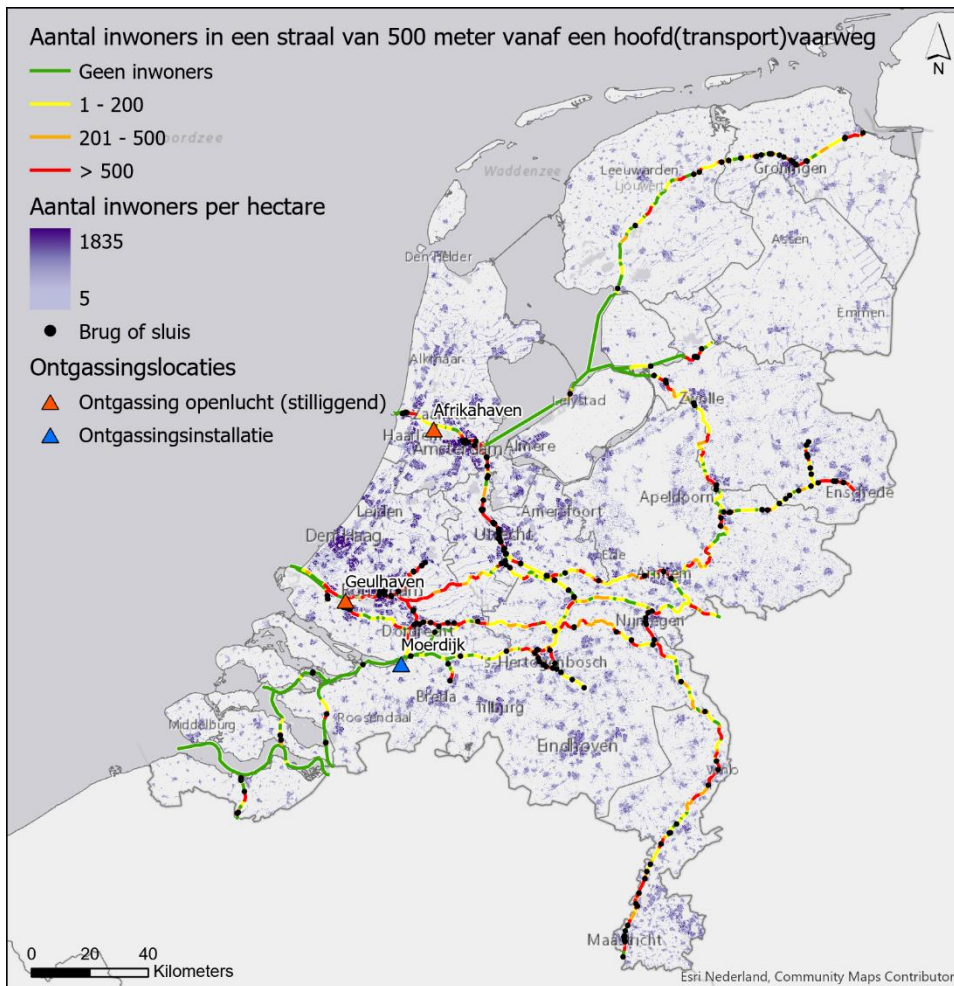 Aantal inwoners in een straal van 500 meter vanaf een hoofd(transport)vaarweg
Geen inwoners
1 - 200
201 - 500
> 500
Aantal inwoners per hectare
1835
5
Brug of sluis
Ontgassingslocaties
Ontgassing openlucht (stilliggend)
Ontgassingsinstallatie
N
Waddenzee
Leeuwarden
Ljouwert
Groningen
Assen
Den Helder
Emmen
Alkmaar
Afrikahaven
Lelystad
Zwolle
Amsterdam
Almere
Apeldoorn
Enschede
Leiden
Amersfoort
Den Haag
Utrecht
Ede
Arnhem
Geulhaven
Nijmegen
Dordrecht
Moerdijk
's-Hertogenbosch
Breda
Tilburg
Roosendaal
Middelburg
Eindhoven
Maastricht
0 20 40
Kilometers
Esri Nederland, Community Maps Contributor